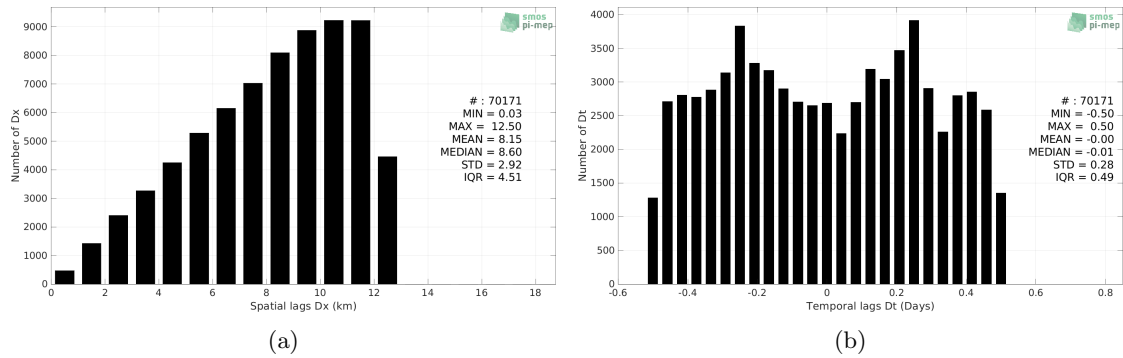 9000
8000
7000
6000
5000
4000
3000
2000
1000
0
Number of Dx
smos
pi-mep
# : 70171
MIN = 0.03
MAX = 12.50
MEAN = 8.15
MEDIAN = 8.60
STD = 2.92
IQR = 4.51
0 2 4 6 8 10 12 14 16 18
Spatial lags Dx (km)
(a)
4000
3500
3000
2500
2000
1500
1000
500
0
Number of Dt
smos
pi-mep
# : 70171
MIN = -0.50
MAX = 0.50
MEAN = -0.00
MEDIAN = -0.01
STD = 0.28
IQR = 0.49
-0.6 -0.4 -0.2 0 0.2 0.4 0.6 0.8
Temporal lags Dt (Days)
(b)